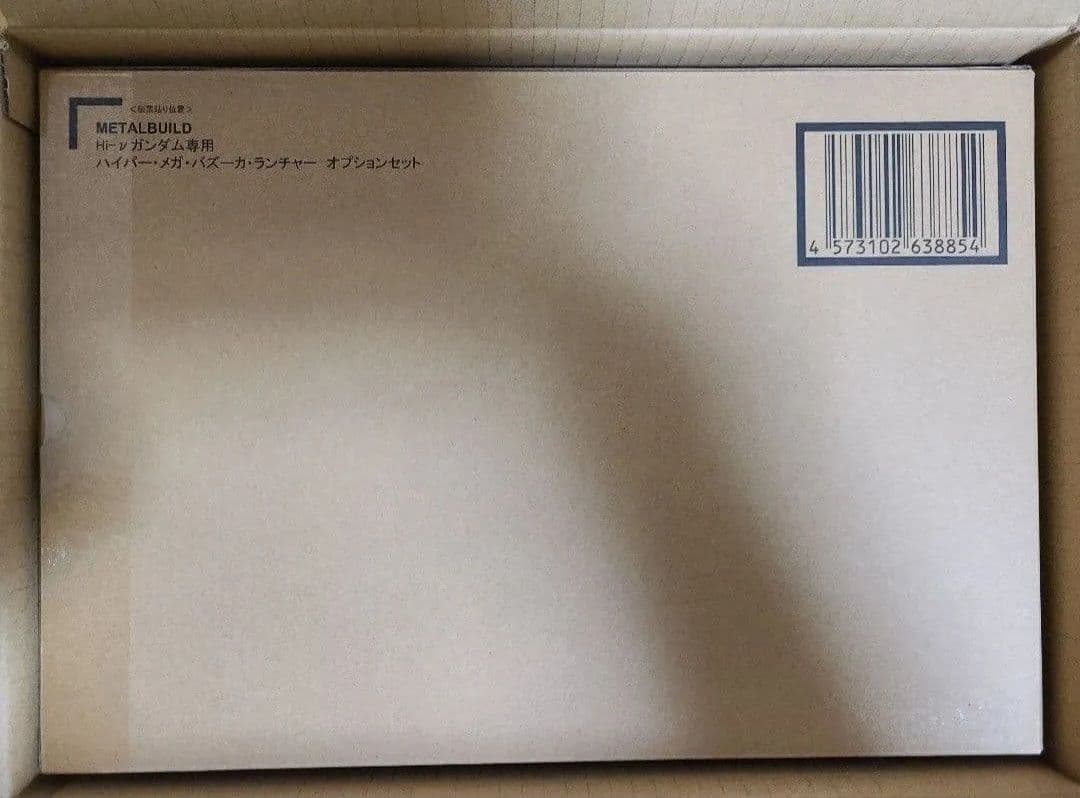 <伝票貼り位置>
METALBUILD
Hi-νガンダム専用
ハイパー・メガ・バズーカ・ランチャー オプションセット
4 573102 638854